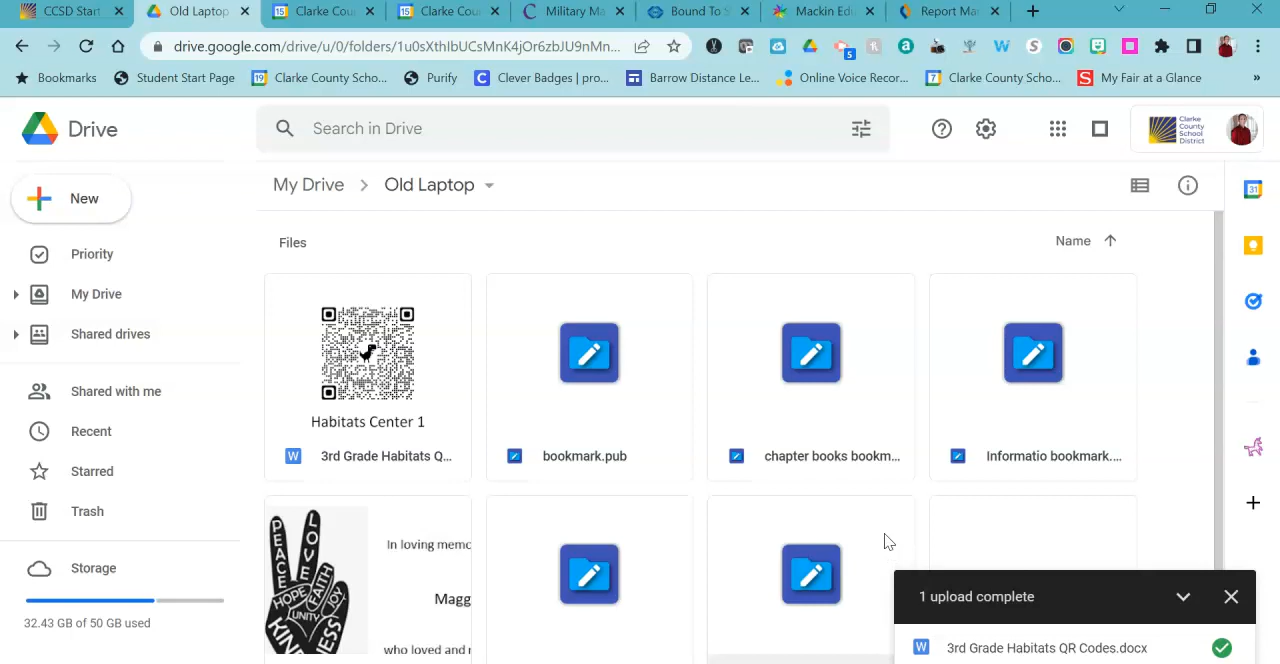 CCSD Start
Old Laptop
Clarke Cou
Clarke Cou
Military Ma
Bound To S
Mackin Edu
Report Mar
drive.google.com/drive/u/0/folders/1u0sXthIbUCsMnK4jOr6zbJU9nMn...
Bookmarks
Student Start Page
Clarke County Scho...
Purify
Clever Badges | pro...
Barrow Distance Le...
Online Voice Recor...
Clarke County Scho...
My Fair at a Glance
»
Drive
Search in Drive
Clarke
County
School
District
New
My Drive > Old Laptop
Priority
My Drive
Shared drives
Shared with me
Recent
Starred
Trash
Storage
32.43 GB of 50 GB used
Files
Name
Habitats Center 1
3rd Grade Habitats Q...
bookmark.pub
chapter books bookm...
Informatio bookmark....
PEACE
LOVE
FAITH
JOY
HOPE
UNITY
In loving memo
Magg
who loved and r
1 upload complete
3rd Grade Habitats QR Codes.docx